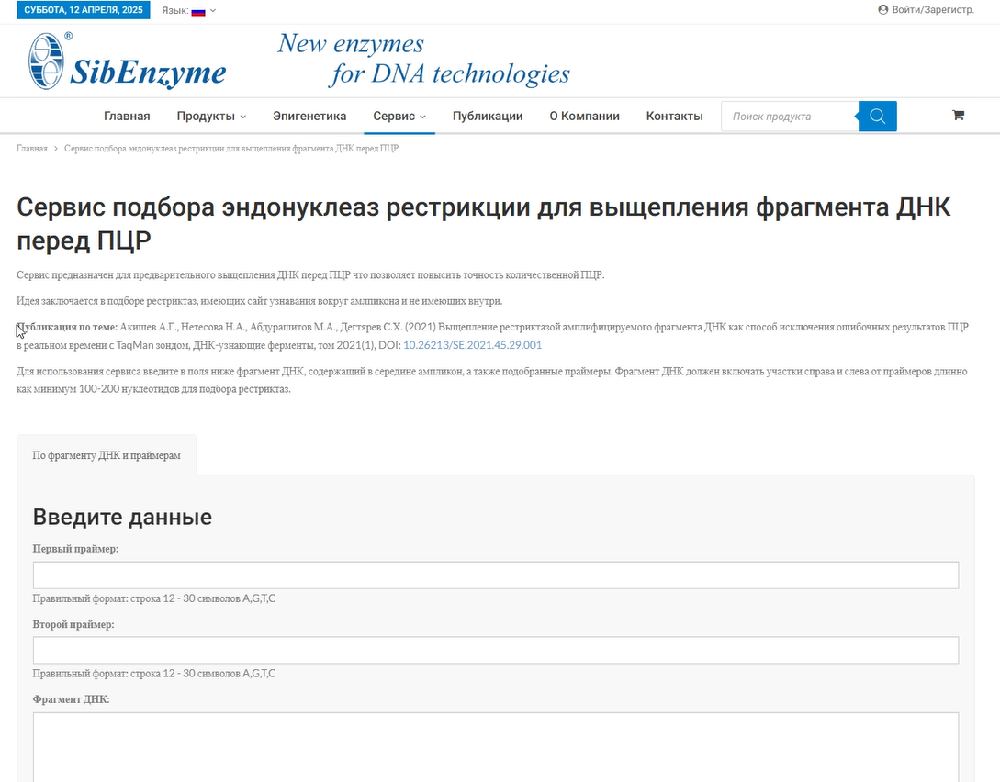 СУББОТА, 12 АПРЕЛЯ, 2025 Язык: Войти/Зарегистр.
SibEnzyme ®
New enzymes
for DNA technologies
Главная Продукты Эпигенетика Сервис Публикации О Компании Контакты Поиск продукта
Главная > Сервис подбора эндонуклеаз рестрикции для выщепления фрагмента ДНК перед ПЦР
Сервис подбора эндонуклеаз рестрикции для выщепления фрагмента ДНК
перед ПЦР
Сервис предназначен для предварительного выщепления ДНК перед ПЦР что позволяет повысить точность количественной ПЦР.
Идея заключается в подборе рестриктаз, имеющих сайт узнавания вокруг амлпикона и не имеющих внутри.
Публикация по теме: Акишев А.Г., Нетесова Н.А., Абдурашитов М.А., Дегтярев С.Х. (2021) Выщепление рестриктазой амплифицируемого фрагмента ДНК как способ исключения ошибочных результатов ПЦР
в реальном времени с TaqMan зондом, ДНК-узнающие ферменты, том 2021(1), DOI: 10.26213/SE.2021.45.29.001
Для использования сервиса введите в поля ниже фрагмент ДНК, содержащий в середине ампликон, а также подобранные праймеры. Фрагмент ДНК должен включать участки справа и слева от праймеров длинно
как минимум 100-200 нуклеотидов для подбора рестриктаз.
По фрагменту ДНК и праймерам
Введите данные
Первый праймер:
Правильный формат: строка 12 - 30 символов A,G,T,C
Второй праймер:
Правильный формат: строка 12 - 30 символов A,G,T,C
Фрагмент ДНК: